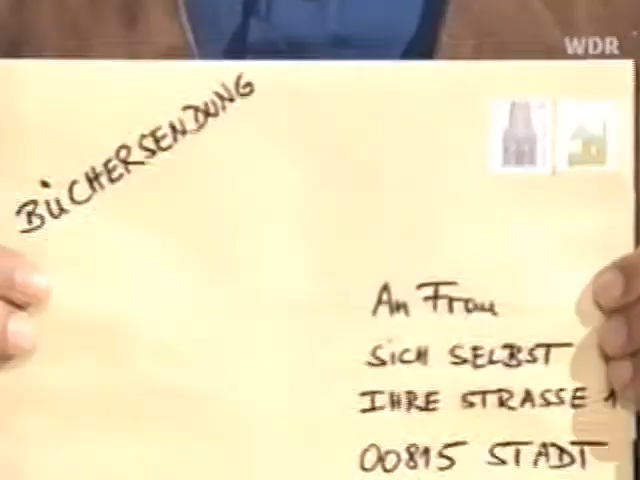 WDR
BÜCHERSENDUNG
An Frau
SICH SELBST
IHRE STRASSE 1
00815 STADT